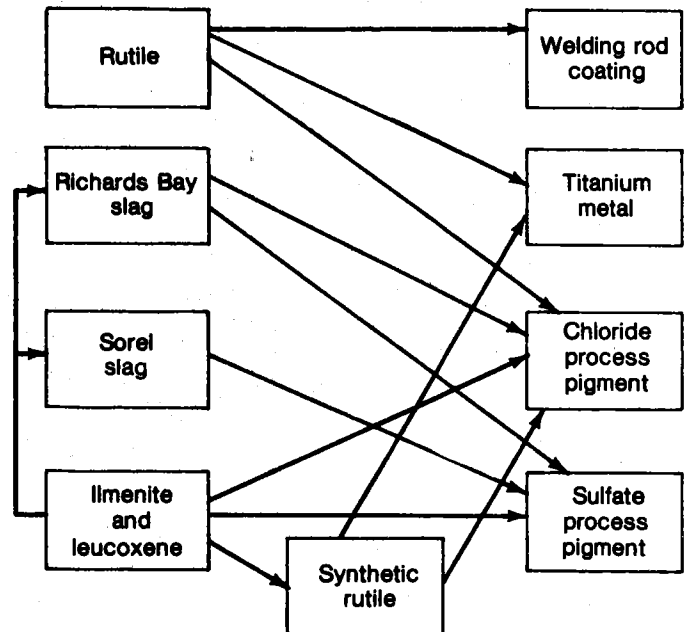 Rutile
Welding rod
coating
Richards Bay
slag
Titanium
metal
Sorel
slag
Chloride
process
pigment
Ilmenite
and
leucoxene
Sulfate
process
pigment
Synthetic
rutile